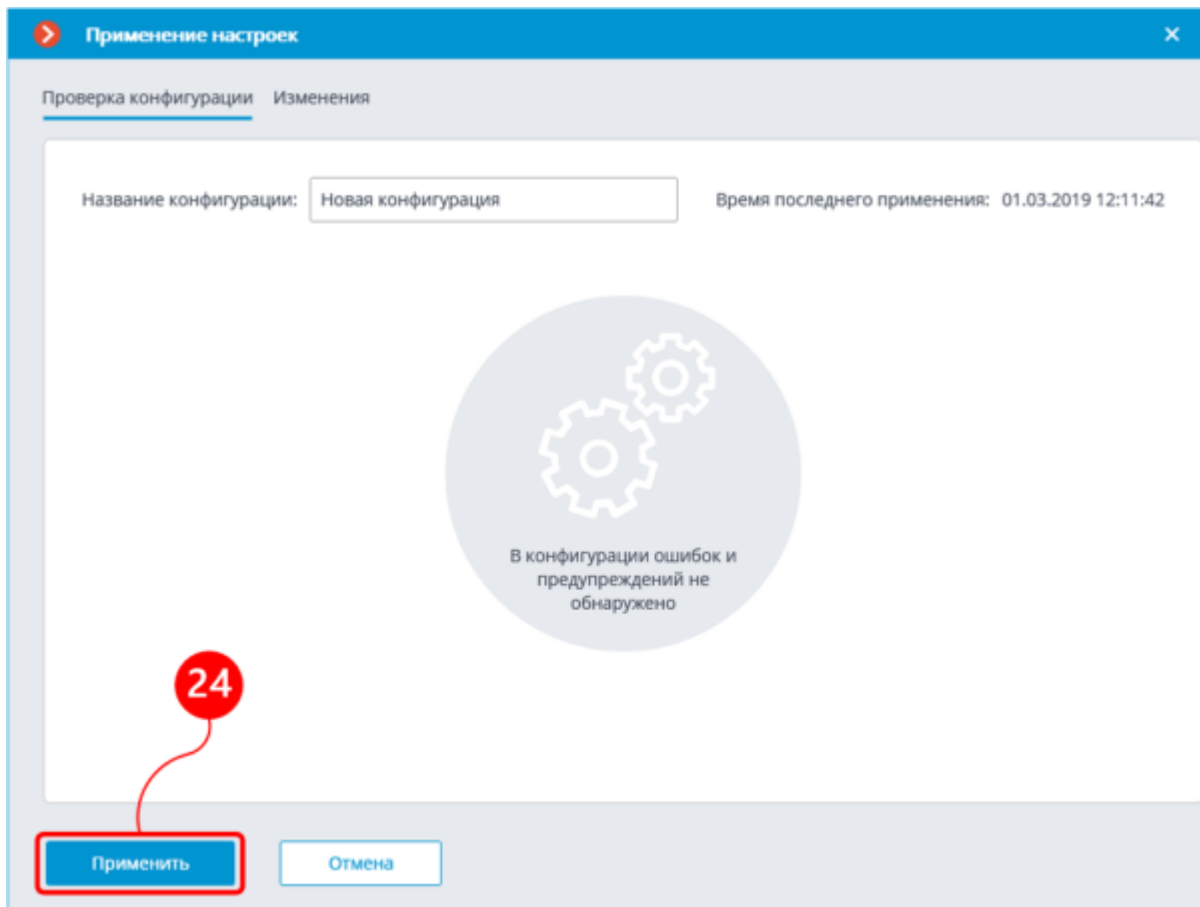 Применение настроек
Проверка конфигурации Изменения
Название конфигурации: Новая конфигурация Время последнего применения: 01.03.2019 12:11:42
В конфигурации ошибок и
предупреждений не
обнаружено
24
Применить Отмена